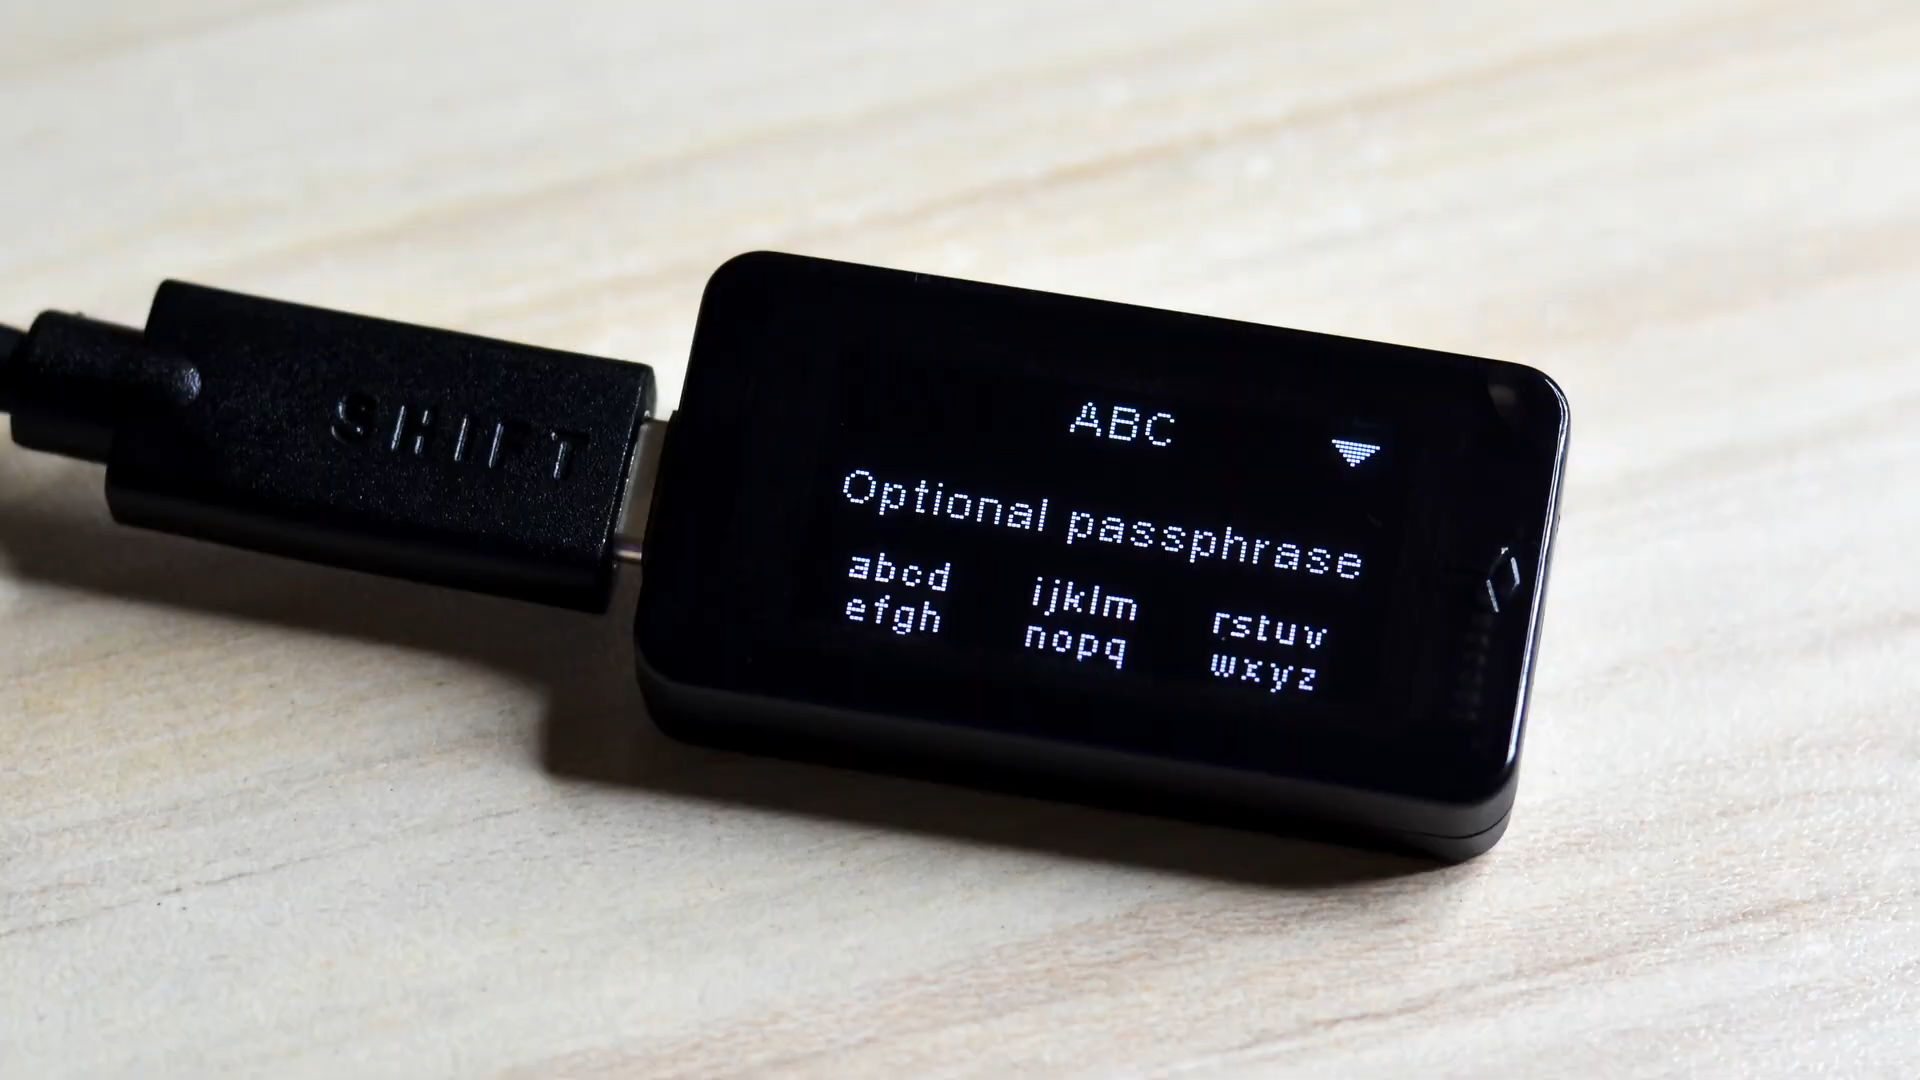 SHIFT
ABC
Optional passphrase
abcd ijklm rstuv
efgh nopq wxyz